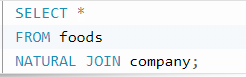 SELECT *
FROM foods
NATURAL JOIN company;